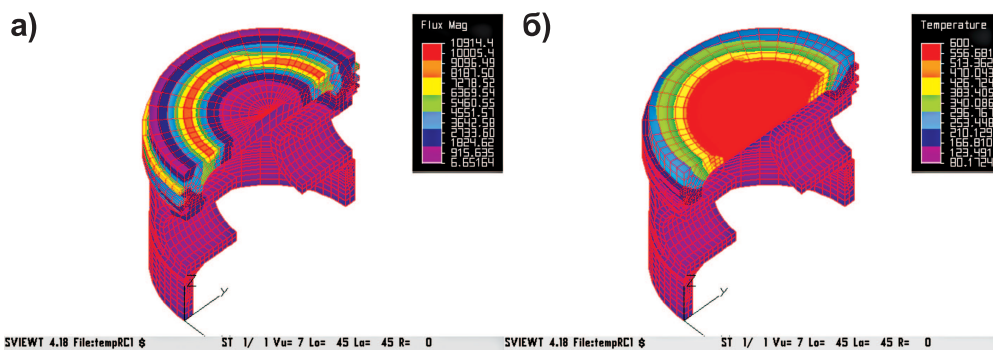 а)
Flux Mag
10914.4
10005.4
9096.49
8187.50
7278.52
6369.54
5460.55
4551.57
3642.58
2733.60
1824.62
915.635
6.65164
Z
y
SVIEWT 4.18 File:tempRC1 $ ST 1/ 1 Vu= 7 Lo= 45 La= 45 R= 0
б)
Temperature
600.
556.681
513.362
470.043
426.724
383.405
340.086
253.448
210.129
166.810
123.491
80.1724
Z
y
SVIEWT 4.18 File:tempRC1 $ ST 1/ 1 Vu= 7 Lo= 45 La= 45 R= 0